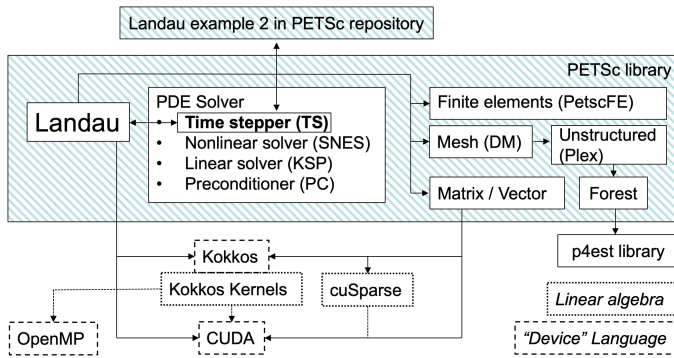 Landau example 2 in PETSc repository
PETSc library
Landau
PDE Solver
• Time stepper (TS)
• Nonlinear solver (SNES)
• Linear solver (KSP)
• Preconditioner (PC)
Finite elements (PetscFE)
Mesh (DM)
Unstructured
(Plex)
Matrix / Vector
Forest
p4est library
Kokkos
Kokkos Kernels
cuSparse
Linear algebra
OpenMP
CUDA
“Device” Language